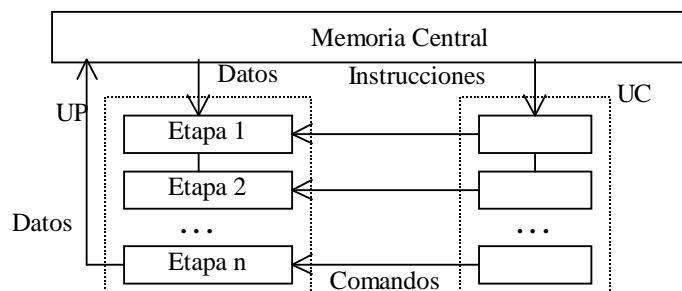 Memoria Central
Datos
Instrucciones
UP
UC
Etapa 1
Etapa 2
Datos
...
...
Etapa n
Comandos